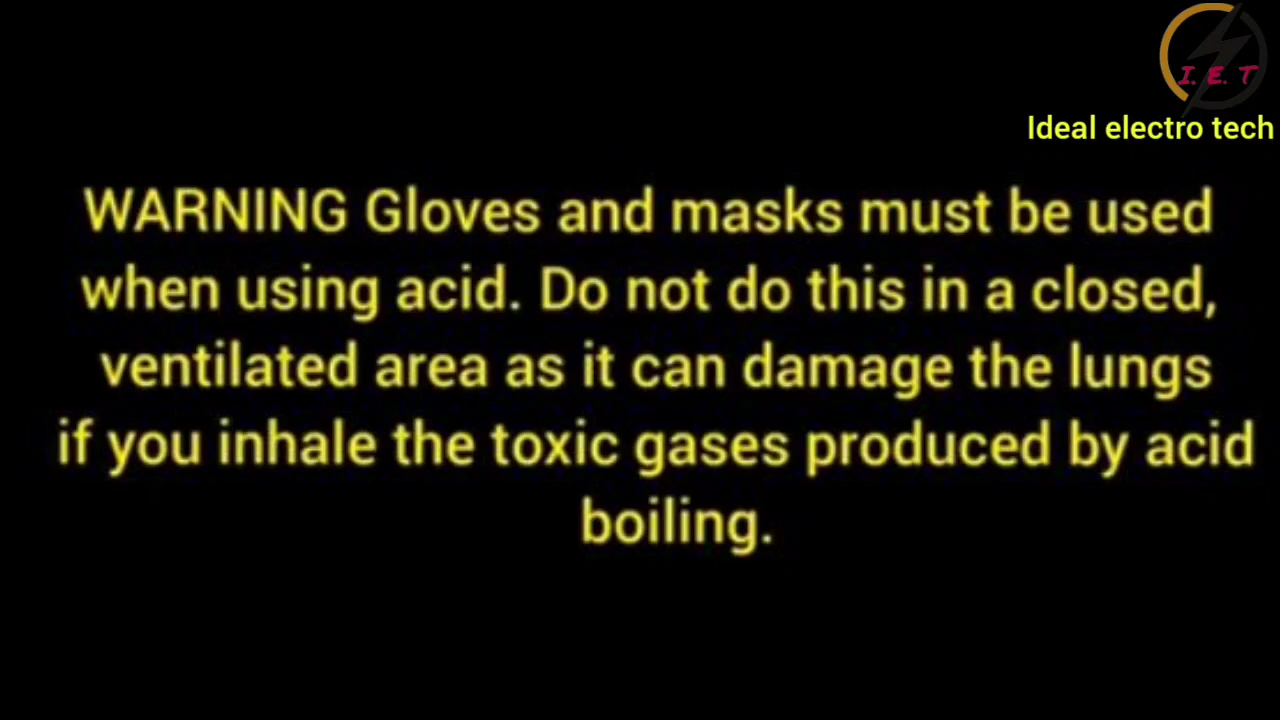 I. E. T
Ideal electro tech
WARNING Gloves and masks must be used
when using acid. Do not do this in a closed,
ventilated area as it can damage the lungs
if you inhale the toxic gases produced by acid
boiling.